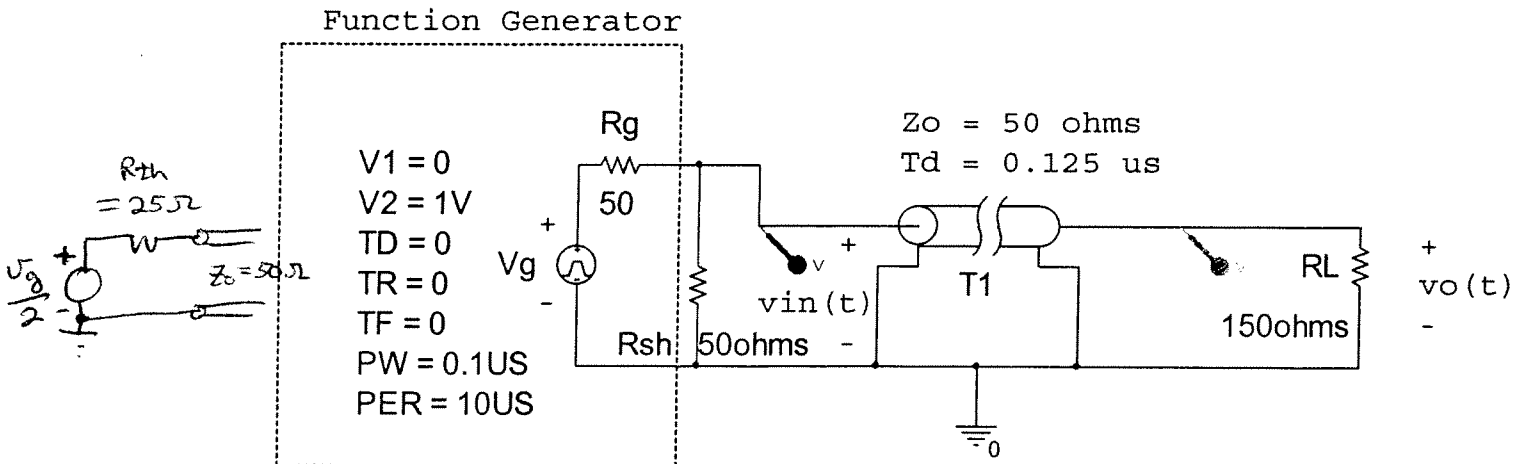 Function Generator
Rth
= 25Ω
vg/2
+
-
Zo = 50Ω
V1 = 0
V2 = 1V
TD = 0
TR = 0
TF = 0
PW = 0.1US
PER = 10US
Rg
50
+
Vg
-
Rsh
50ohms
v
+
vin(t)
-
Zo = 50 ohms
Td = 0.125 us
T1
0
v
RL
150ohms
+
vo(t)
-